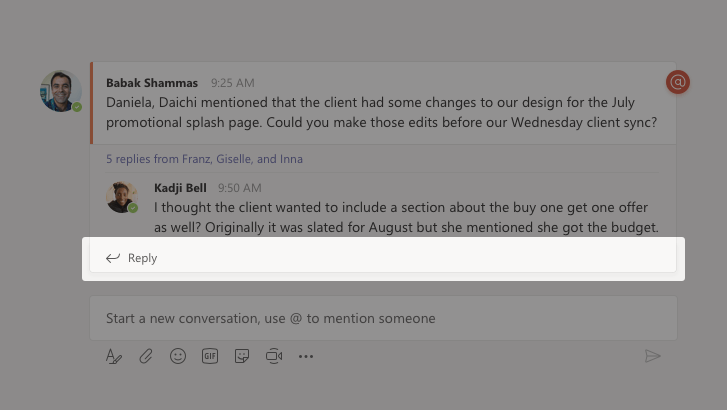 Babak Shammas 9:25 AM
@
Daniela, Daichi mentioned that the client had some changes to our design for the July
promotional splash page. Could you make those edits before our Wednesday client sync?
5 replies from Franz, Giselle, and Inna
Kadji Bell 9:50 AM
I thought the client wanted to include a section about the buy one get one offer
as well? Originally it was slated for August but she mentioned she got the budget.
Reply
Start a new conversation, use @ to mention someone
A GIF